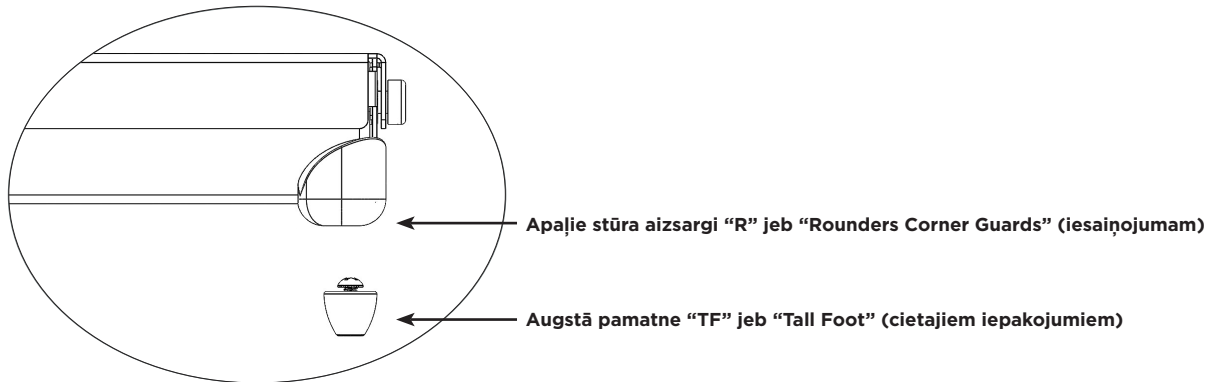 Apaļie stūra aizsargi “R” jeb “Rounders Corner Guards” (iesaiņojumam)
Augstā pamatne “TF” jeb “Tall Foot” (cietajiem iepakojumiem)